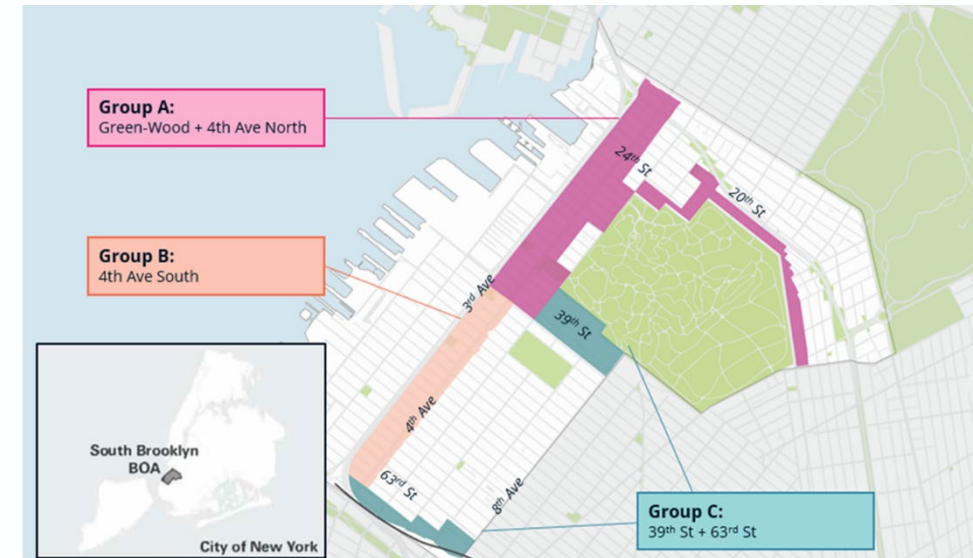 Group A:
Green-Wood + 4th Ave North
24th St
20th St
Group B:
4th Ave South
3rd Ave
39th St
4th Ave
63rd St
8th Ave
South Brooklyn
BOA
City of New York
Group C:
39th St + 63rd St